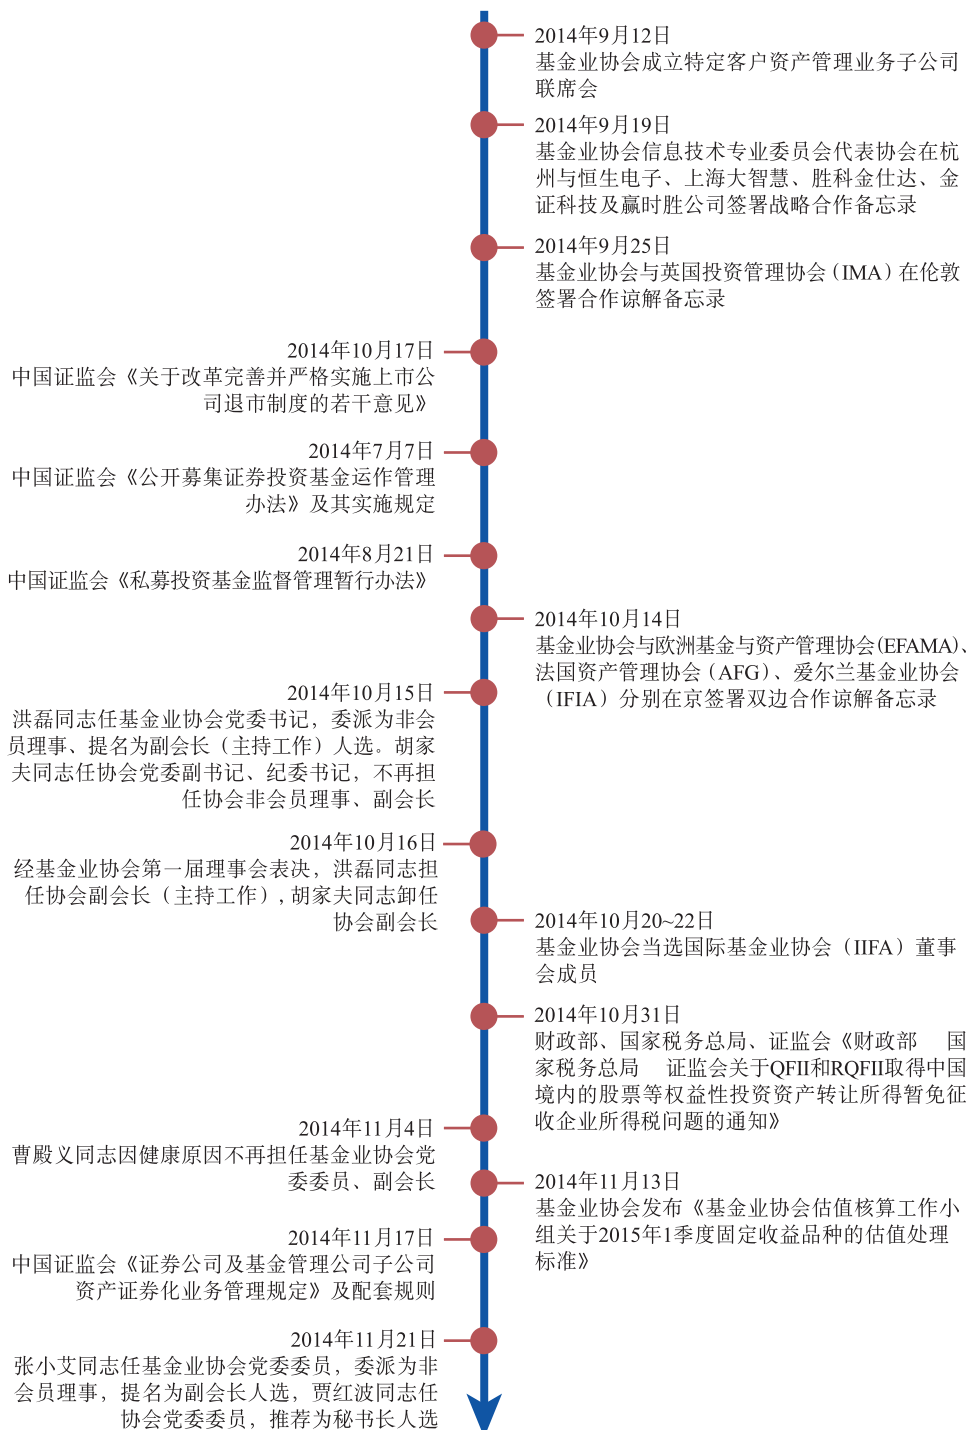 2014年9月12日
基金业协会成立特定客户资产管理业务子公司
联席会
2014年9月19日
基金业协会信息技术专业委员会代表协会在杭
州与恒生电子、上海大智慧、胜科金仕达、金
证科技及赢时胜公司签署战略合作备忘录
2014年9月25日
基金业协会与英国投资管理协会（IMA）在伦敦
签署合作谅解备忘录
2014年10月17日
中国证监会《关于改革完善并严格实施上市公
司退市制度的若干意见》
2014年7月7日
中国证监会《公开募集证券投资基金运作管理
办法》及其实施规定
2014年8月21日
中国证监会《私募投资基金监督管理暂行办法》
2014年10月14日
基金业协会与欧洲基金与资产管理协会(EFAMA)、
法国资产管理协会（AFG）、爱尔兰基金业协会
（IFIA）分别在京签署双边合作谅解备忘录
2014年10月15日
洪磊同志任基金业协会党委书记，委派为非会
员理事、提名为副会长（主持工作）人选。胡家
夫同志任协会党委副书记、纪委书记，不再担
任协会非会员理事、副会长
2014年10月16日
经基金业协会第一届理事会表决，洪磊同志担
任协会副会长（主持工作）,胡家夫同志卸任
协会副会长
2014年10月20~22日
基金业协会当选国际基金业协会（IIFA）董事
会成员
2014年10月31日
财政部、国家税务总局、证监会《财政部 国
家税务总局 证监会关于QFII和RQFII取得中国
境内的股票等权益性投资资产转让所得暂免征
收企业所得税问题的通知》
2014年11月4日
曹殿义同志因健康原因不再担任基金业协会党
委委员、副会长
2014年11月13日
基金业协会发布《基金业协会估值核算工作小
组关于2015年1季度固定收益品种的估值处理
标准》
2014年11月17日
中国证监会《证券公司及基金管理公司子公司
资产证券化业务管理规定》及配套规则
2014年11月21日
张小艾同志任基金业协会党委委员，委派为非
会员理事，提名为副会长人选，贾红波同志任
协会党委委员，推荐为秘书长人选